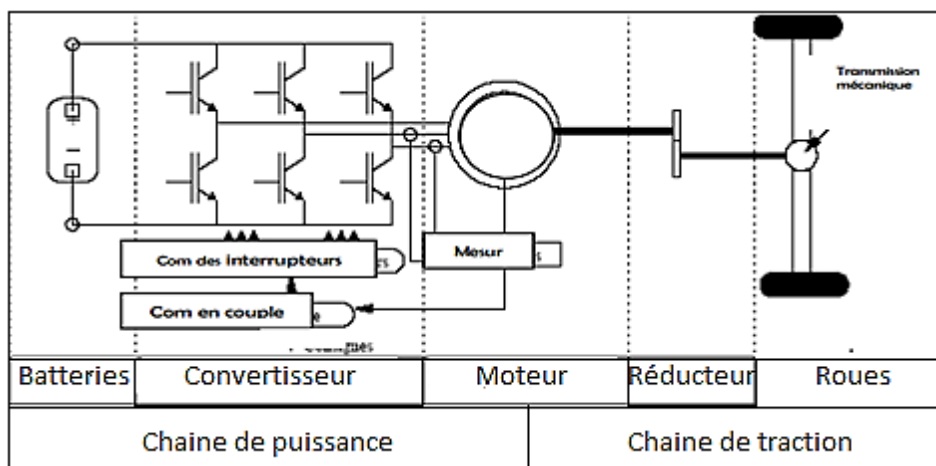 Transmission
mécanique
Com des interrupteurs
Mesur
s
Com en couple
e
Batteries
Convertisseur
Moteur
Réducteur
Roues
Chaine de puissance
Chaine de traction